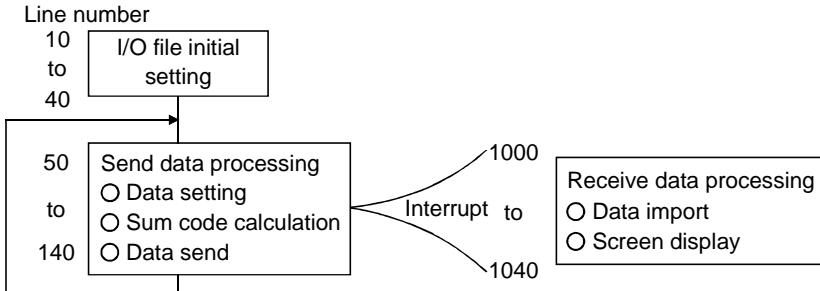 Line number
10
to
40
I/O file initial
setting
50
to
140
Send data processing
○ Data setting
○ Sum code calculation
○ Data send
Interrupt
1000
to
1040
Receive data processing
○ Data import
○ Screen display